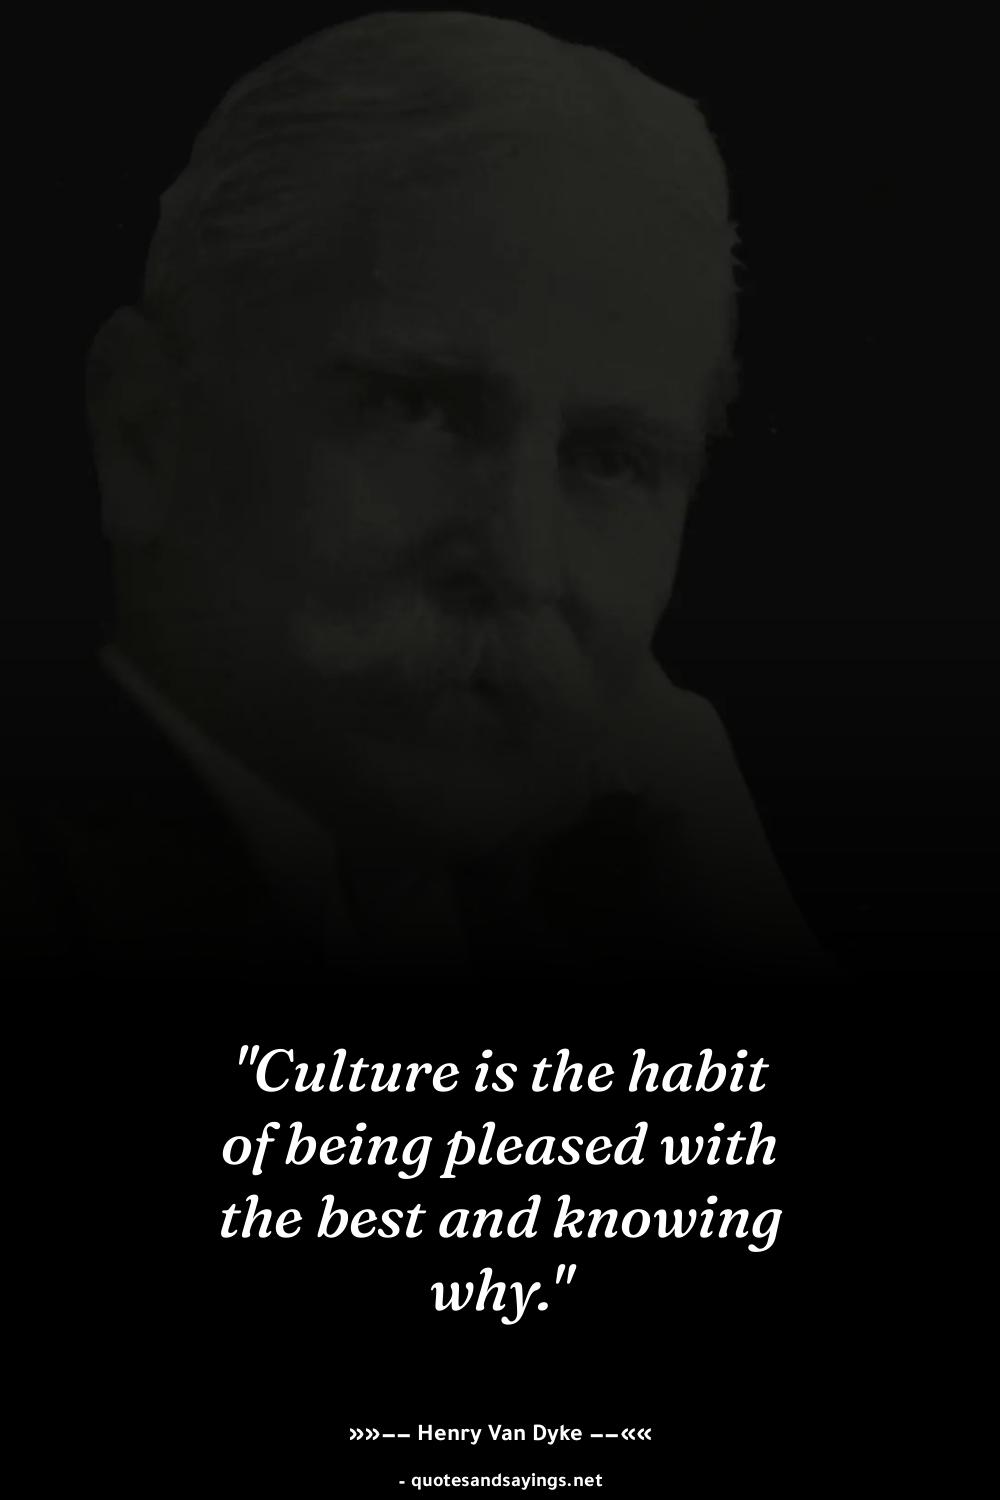 "Culture is the habit
of being pleased with
the best and knowing
why."
»»–– Henry Van Dyke ––««
- quotesandsayings.net